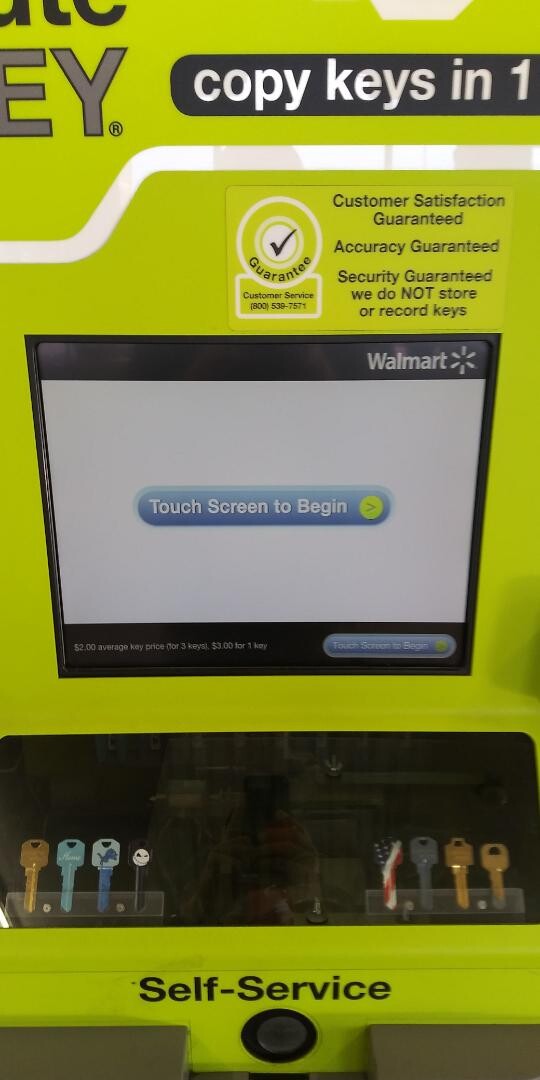 ute
EY®
copy keys in 1
Customer Satisfaction
Guaranteed
Accuracy Guaranteed
Security Guaranteed
we do NOT store
or record keys
Guarantee
Customer Service
(800) 539-7571
Walmart
Touch Screen to Begin >
$2.00 average key price (for 3 keys), $3.00 for 1 key
Touch Screen to Begin
Home
Self-Service